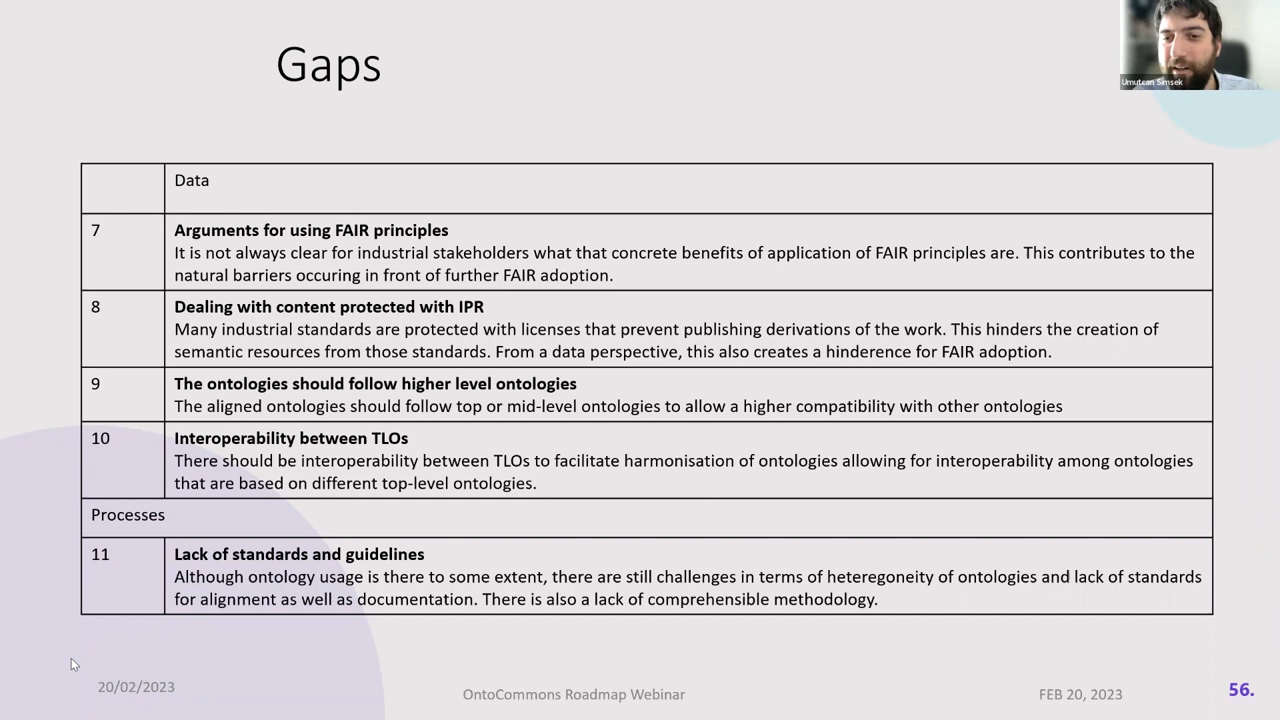 Gaps
Umutcan Simsek
Data
7
Arguments for using FAIR principles
It is not always clear for industrial stakeholders what that concrete benefits of application of FAIR principles are. This contributes to the
natural barriers occuring in front of further FAIR adoption.
8
Dealing with content protected with IPR
Many industrial standards are protected with licenses that prevent publishing derivations of the work. This hinders the creation of
semantic resources from those standards. From a data perspective, this also creates a hinderence for FAIR adoption.
9
The ontologies should follow higher level ontologies
The aligned ontologies should follow top or mid-level ontologies to allow a higher compatibility with other ontologies
10
Interoperability between TLOs
There should be interoperability between TLOs to facilitate harmonisation of ontologies allowing for interoperability among ontologies
that are based on different top-level ontologies.
Processes
11
Lack of standards and guidelines
Although ontology usage is there to some extent, there are still challenges in terms of heteregoneity of ontologies and lack of standards
for alignment as well as documentation. There is also a lack of comprehensible methodology.
20/02/2023
OntoCommons Roadmap Webinar
FEB 20, 2023
56.